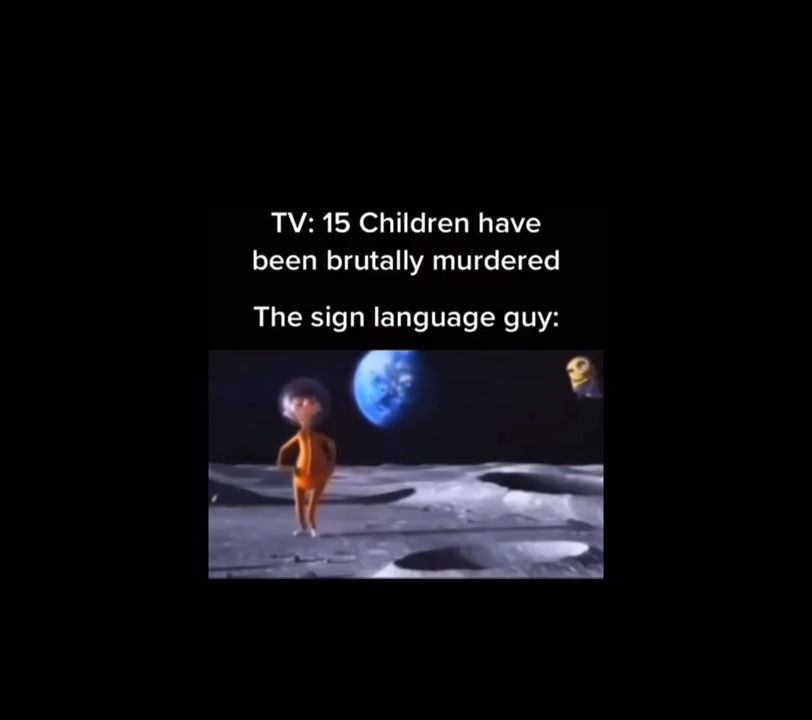 TV: 15 Children have
been brutally murdered
The sign language guy: